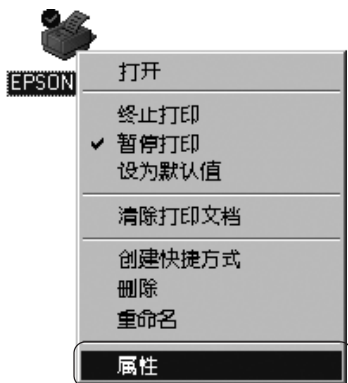 EPSON
打开
终止打印
暂停打印
设为默认值
清除打印文档
创建快捷方式
删除
重命名
属性